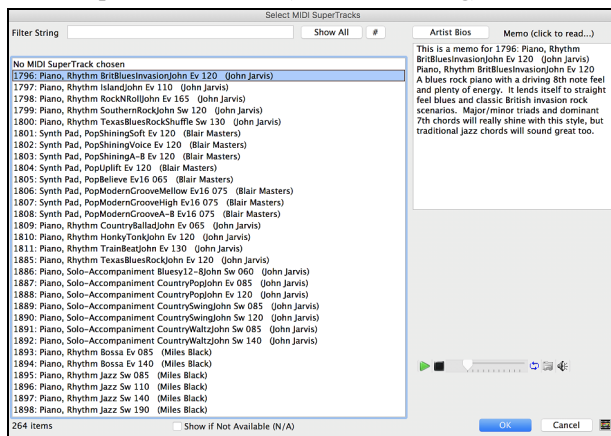 Select MIDI SuperTracks
Filter String
Show All
#
Artist Bios
Memo (click to read...)
No MIDI SuperTrack chosen
1796: Piano, Rhythm BritBluesInvasionJohn Ev 120 (John Jarvis)
1797: Piano, Rhythm IslandJohn Ev 110 (John Jarvis)
1798: Piano, Rhythm RockNRollJohn Ev 165 (John Jarvis)
1799: Piano, Rhythm SouthernRockJohn Sw 120 (John Jarvis)
1800: Piano, Rhythm TexasBluesRockShuffle Sw 130 (John Jarvis)
1801: Synth Pad, PopShiningSoft Ev 120 (Blair Masters)
1802: Synth Pad, PopShiningVoice Ev 120 (Blair Masters)
1803: Synth Pad, PopShiningA-B Ev 120 (Blair Masters)
1804: Synth Pad, PopUplift Ev 120 (Blair Masters)
1805: Synth Pad, PopBelieve Ev16 065 (Blair Masters)
1806: Synth Pad, PopModernGrooveMellow Ev16 075 (Blair Masters)
1807: Synth Pad, PopModernGrooveHigh Ev16 075 (Blair Masters)
1808: Synth Pad, PopModernGrooveA-B Ev16 075 (Blair Masters)
1809: Piano, Rhythm CountryBalladJohn Ev 065 (John Jarvis)
1810: Piano, Rhythm HonkyTonkJohn Ev 120 (John Jarvis)
1811: Piano, Rhythm TrainBeatJohn Ev 130 (John Jarvis)
1885: Piano, Rhythm TexasBluesRockJohn Ev 120 (John Jarvis)
1886: Piano, Solo-Accompaniment Bluesy12-8John Sw 060 (John Jarvis)
1887: Piano, Solo-Accompaniment CountryPopJohn Ev 085 (John Jarvis)
1888: Piano, Solo-Accompaniment CountryPopJohn Ev 120 (John Jarvis)
1889: Piano, Solo-Accompaniment CountrySwingJohn Sw 085 (John Jarvis)
1890: Piano, Solo-Accompaniment CountrySwingJohn Sw 120 (John Jarvis)
1891: Piano, Solo-Accompaniment CountryWaltzJohn Sw 085 (John Jarvis)
1892: Piano, Solo-Accompaniment CountryWaltzJohn Sw 140 (John Jarvis)
1893: Piano, Rhythm Bossa Ev 085 (Miles Black)
1894: Piano, Rhythm Bossa Ev 140 (Miles Black)
1895: Piano, Rhythm Jazz Sw 085 (Miles Black)
1896: Piano, Rhythm Jazz Sw 110 (Miles Black)
1897: Piano, Rhythm Jazz Sw 140 (Miles Black)
1898: Piano, Rhythm Jazz Sw 190 (Miles Black)
This is a memo for 1796: Piano, Rhythm
BritBluesInvasionJohn Ev 120 (John Jarvis)
Piano, Rhythm BritBluesInvasionJohn Ev 120
A blues rock piano with a driving 8th note feel
and plenty of energy. It lends itself to straight
feel blues and classic British invasion rock
scenarios. Major/minor triads and dominant
7th chords will really shine with this style, but
traditional jazz chords will sound great too.
264 items
Show if Not Available (N/A)
OK
Cancel